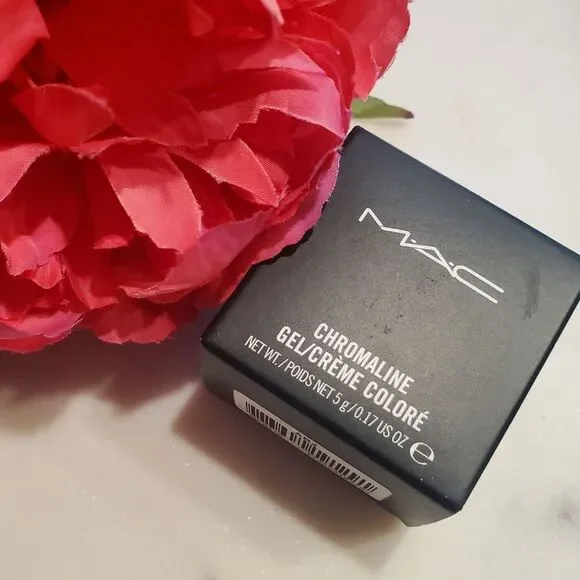 M·A·C
CHROMALINE
GEL/CRÈME COLORÉ
NET WT./POIDS NET 5 g/0.17 US OZ ℮